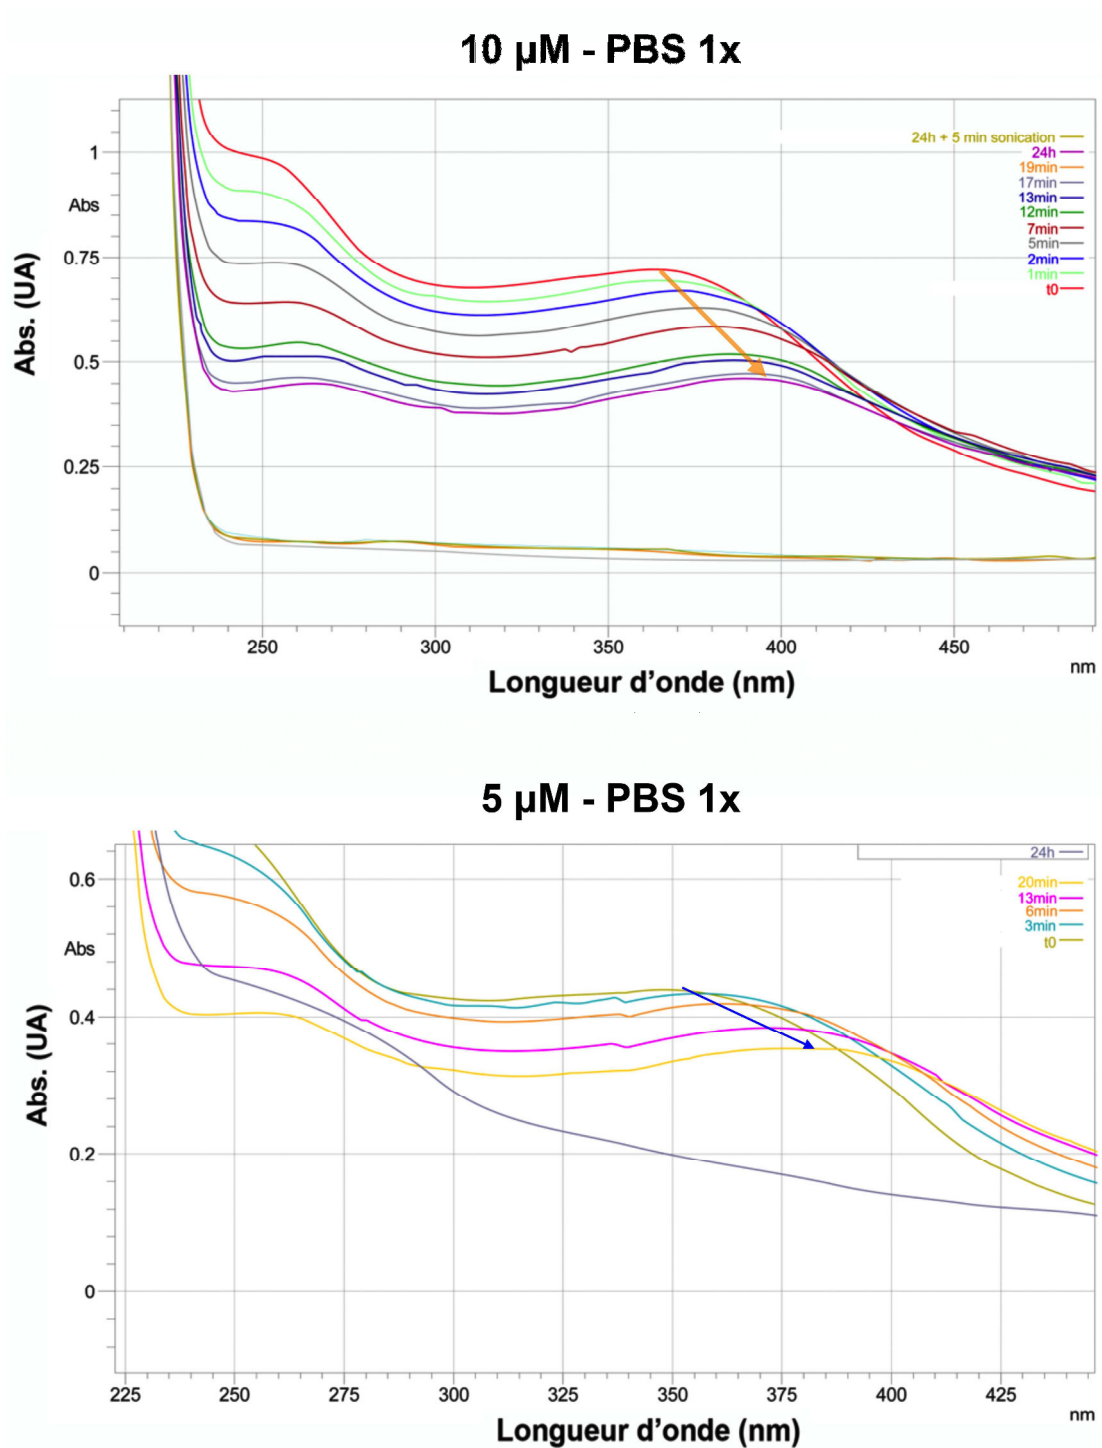 10 µM - PBS 1x
24h + 5 min sonication
24h
19min
17min
13min
12min
7min
5min
2min
1min
t0
1
Abs
0.75
0.5
0.25
0
Abs. (UA)
250 300 350 400 450
nm
Longueur d’onde (nm)
5 µM - PBS 1x
24h
20min
13min
6min
3min
t0
0.6
Abs
0.4
0.2
0
Abs. (UA)
225 250 275 300 325 350 375 400 425
nm
Longueur d’onde (nm)